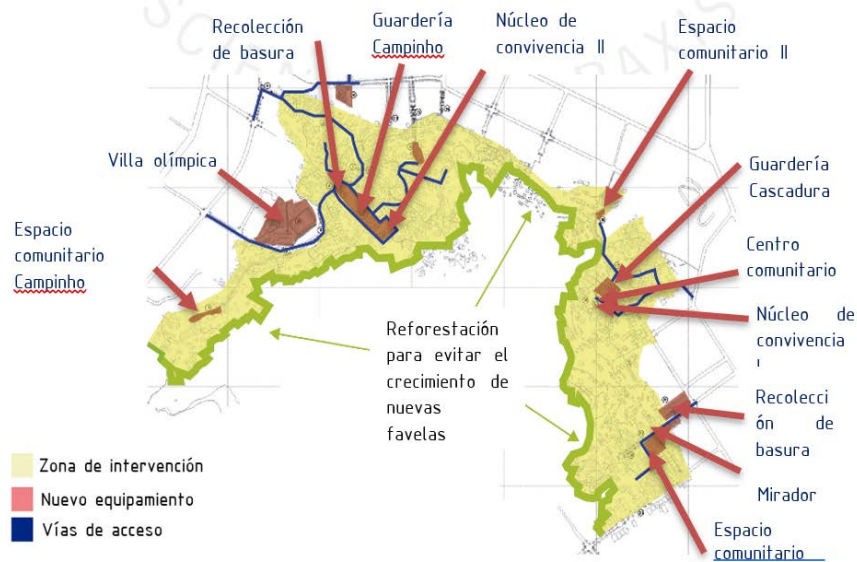 SCIEN
PRAXIS
Recolección
de basura
Guardería
Campinho
Núcleo de
convivencia II
Espacio
comunitario II
Villa olímpica
Guardería
Cascadura
Espacio
comunitario
Campinho
Centro
comunitario
Núcleo de
convivencia
I
Reforestación
para evitar el
crecimiento de
nuevas
favelas
Recolecci
ón de
basura
Mirador
Espacio
comunitario
Zona de intervención
Nuevo equipamiento
Vías de acceso